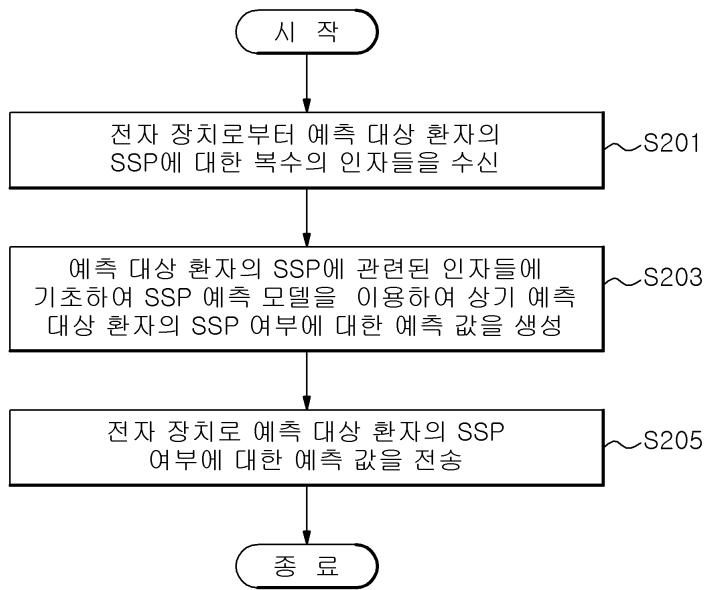 시 작
전자 장치로부터 예측 대상 환자의
SSP에 대한 복수의 인자들을 수신
S201
예측 대상 환자의 SSP에 관련된 인자들에
기초하여 SSP 예측 모델을 이용하여 상기 예측
대상 환자의 SSP 여부에 대한 예측 값을 생성
S203
전자 장치로 예측 대상 환자의 SSP
여부에 대한 예측 값을 전송
S205
종 료